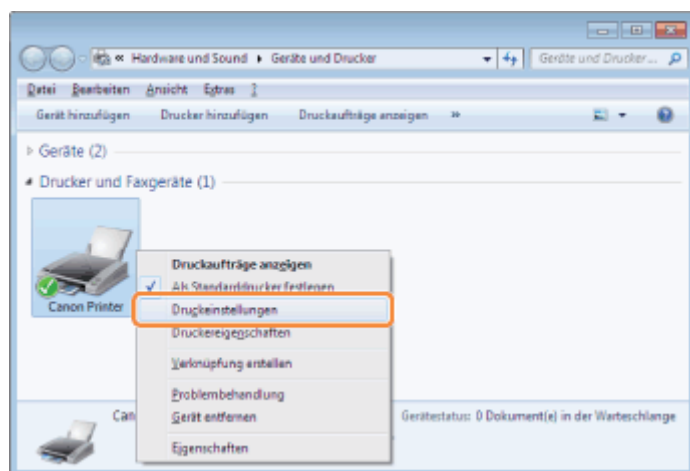 « Hardware und Sound ▸ Geräte und Drucker
Geräte und Drucker ...
Datei Bearbeiten Ansicht Extras ?
Gerät hinzufügen Drucker hinzufügen Druckaufträge anzeigen »
Geräte (2)
Drucker und Faxgeräte (1)
Canon Printer
Druckaufträge anzeigen
Als Standarddrucker festlegen
Druckeinstellungen
Druckereigenschaften
Verknüpfung erstellen
Problembehandlung
Gerät entfernen
Eigenschaften
Can
Gerätestatus: 0 Dokument(e) in der Warteschlange